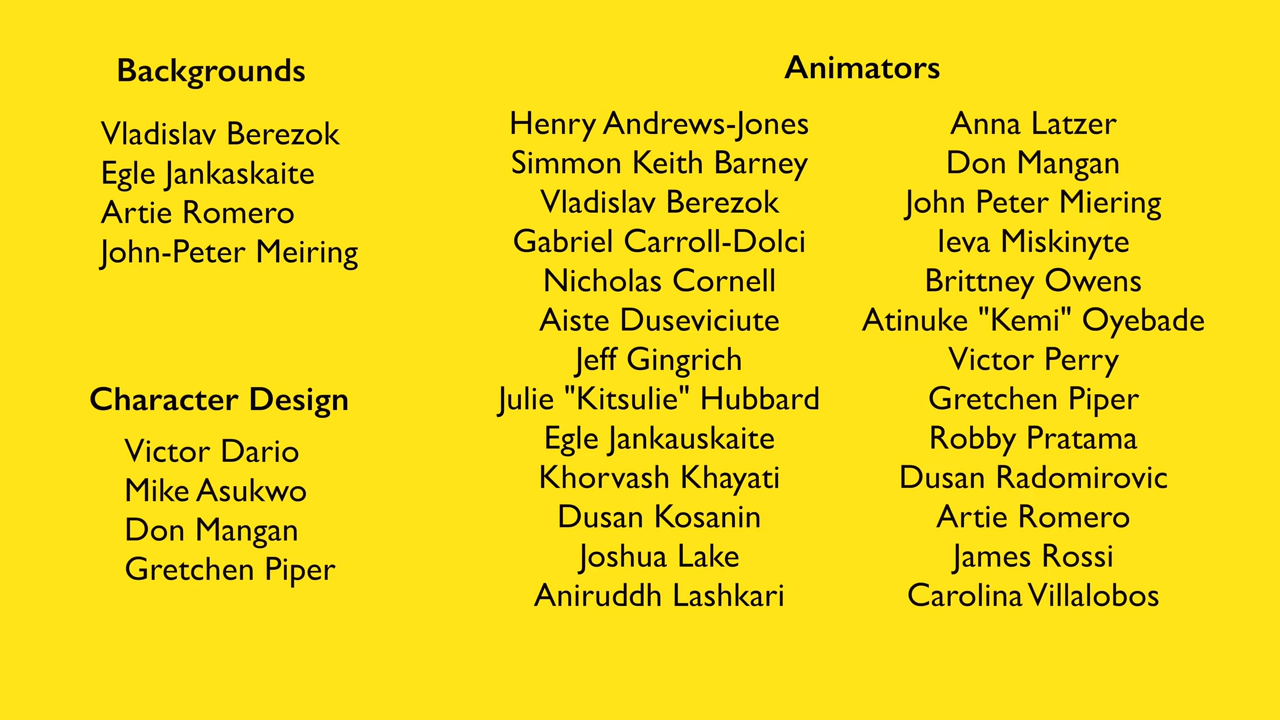 Backgrounds
Vladislav Berezok
Egle Jankaskaite
Artie Romero
John-Peter Meiring
Character Design
Victor Dario
Mike Asukwo
Don Mangan
Gretchen Piper
Animators
Henry Andrews-Jones
Simmon Keith Barney
Vladislav Berezok
Gabriel Carroll-Dolci
Nicholas Cornell
Aiste Duseviciute
Jeff Gingrich
Julie "Kitsulie" Hubbard
Egle Jankauskaite
Khorvash Khayati
Dusan Kosanin
Joshua Lake
Aniruddh Lashkari
Anna Latzer
Don Mangan
John Peter Miering
Ieva Miskinyte
Brittney Owens
Atinuke "Kemi" Oyebade
Victor Perry
Gretchen Piper
Robby Pratama
Dusan Radomirovic
Artie Romero
James Rossi
Carolina Villalobos